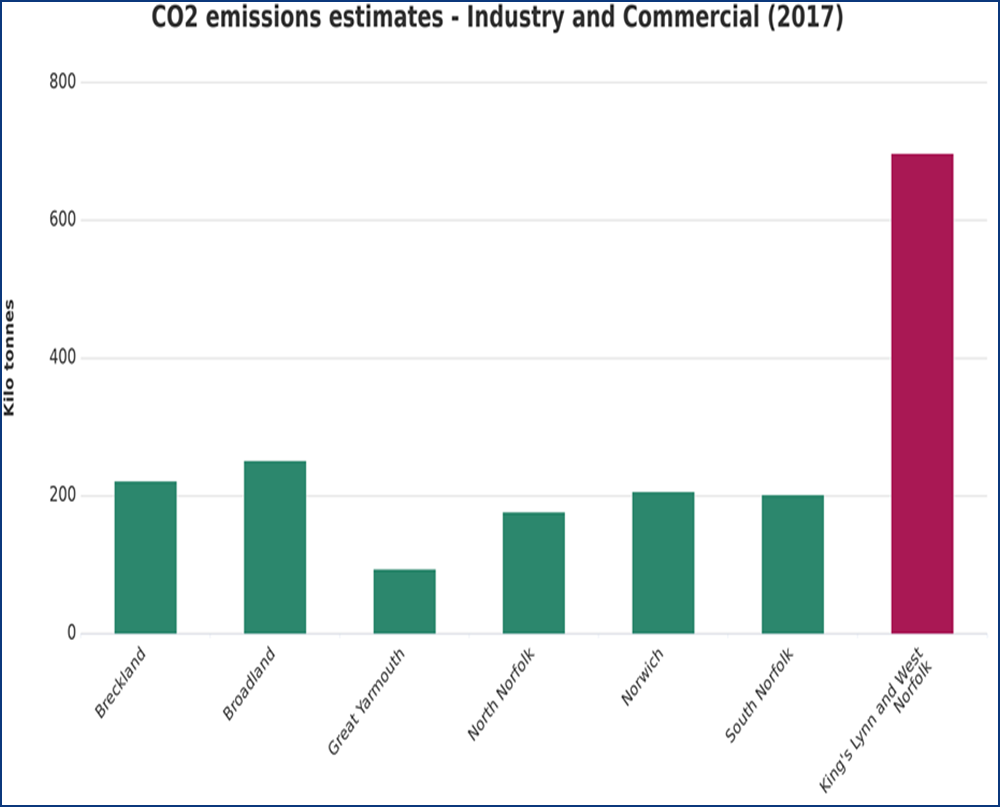 CO2 emissions estimates - Industry and Commercial (2017)
800
600
400
200
0
Kilo tonnes
Breckland
Broadland
Great Yarmouth
North Norfolk
Norwich
South Norfolk
King's Lynn and West
Norfolk